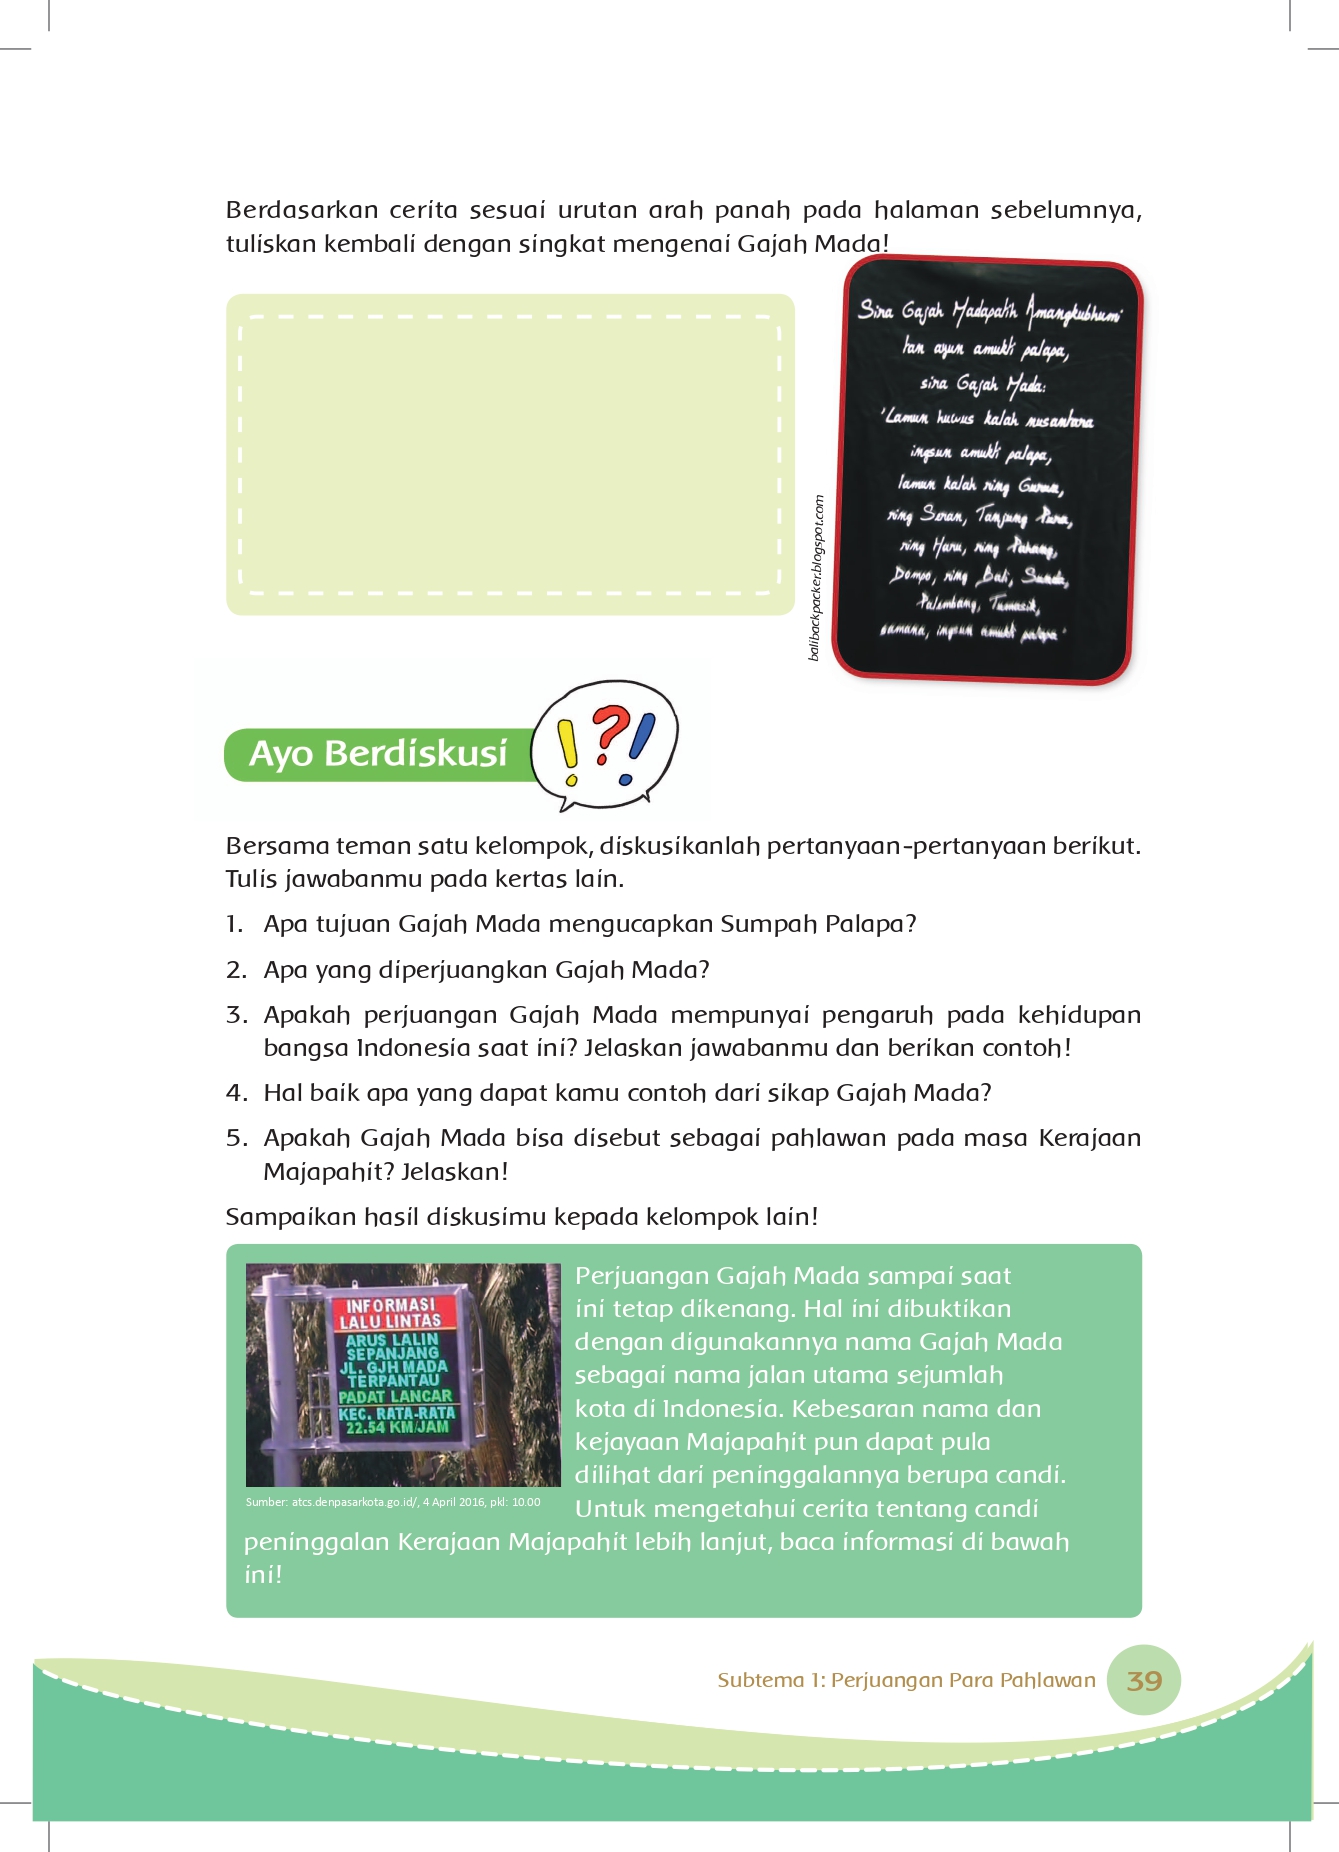 Berdasarkan cerita sesuai urutan arah panah pada halaman sebelumnya,
tuliskan kembali dengan singkat mengenai Gajah Mada!
Sira Gajah Madapatih Amangkubhumi
tan ayun amukti palapa,
sira Gajah Mada:
'Lamun huwus kalah nusantara
ingsun amukti palapa,
lamun kalah ring Gurun,
ring Seran, Tanjung Pura,
ring Haru, ring Pahang,
Dompo, ring Bali, Sunda,
Palembang, Tumasik,
samana, ingsun amukti palapa'
balibackpacker.blogspot.com
Ayo Berdiskusi
! ? !
Bersama teman satu kelompok, diskusikanlah pertanyaan-pertanyaan berikut.
Tulis jawabanmu pada kertas lain.
1. Apa tujuan Gajah Mada mengucapkan Sumpah Palapa?
2. Apa yang diperjuangkan Gajah Mada?
3. Apakah perjuangan Gajah Mada mempunyai pengaruh pada kehidupan
bangsa Indonesia saat ini? Jelaskan jawabanmu dan berikan contoh!
4. Hal baik apa yang dapat kamu contoh dari sikap Gajah Mada?
5. Apakah Gajah Mada bisa disebut sebagai pahlawan pada masa Kerajaan
Majapahit? Jelaskan!
Sampaikan hasil diskusimu kepada kelompok lain!
INFORMASI
LALU LINTAS
ARUS LALIN
SEPANJANG
JL. GJH MADA
TERPANTAU
PADAT LANCAR
KEC. RATA-RATA
22.54 KM/JAM
Sumber: atcs.denpasarkota.go.id/, 4 April 2016, pkl: 10.00
Perjuangan Gajah Mada sampai saat
ini tetap dikenang. Hal ini dibuktikan
dengan digunakannya nama Gajah Mada
sebagai nama jalan utama sejumlah
kota di Indonesia. Kebesaran nama dan
kejayaan Majapahit pun dapat pula
dilihat dari peninggalannya berupa candi.
Untuk mengetahui cerita tentang candi
peninggalan Kerajaan Majapahit lebih lanjut, baca informasi di bawah
ini!
Subtema 1: Perjuangan Para Pahlawan 39